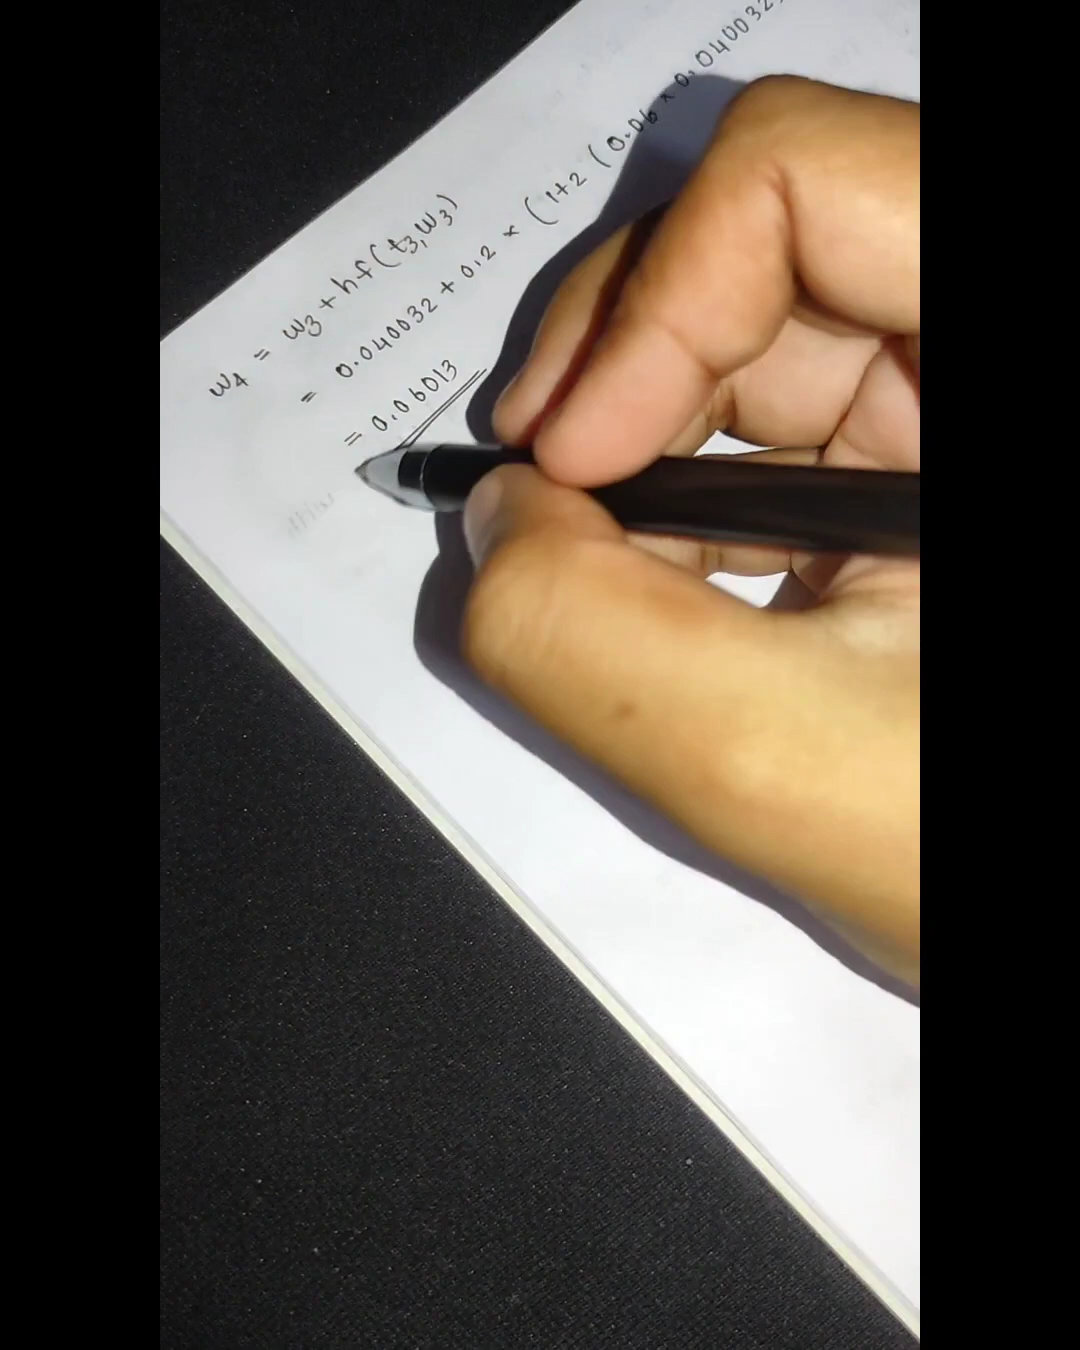 w4 = w3 + hf(t3, w3)
= 0.040032 + 0.2 × (1+2 (0.06 × 0.040032
= 0.06013